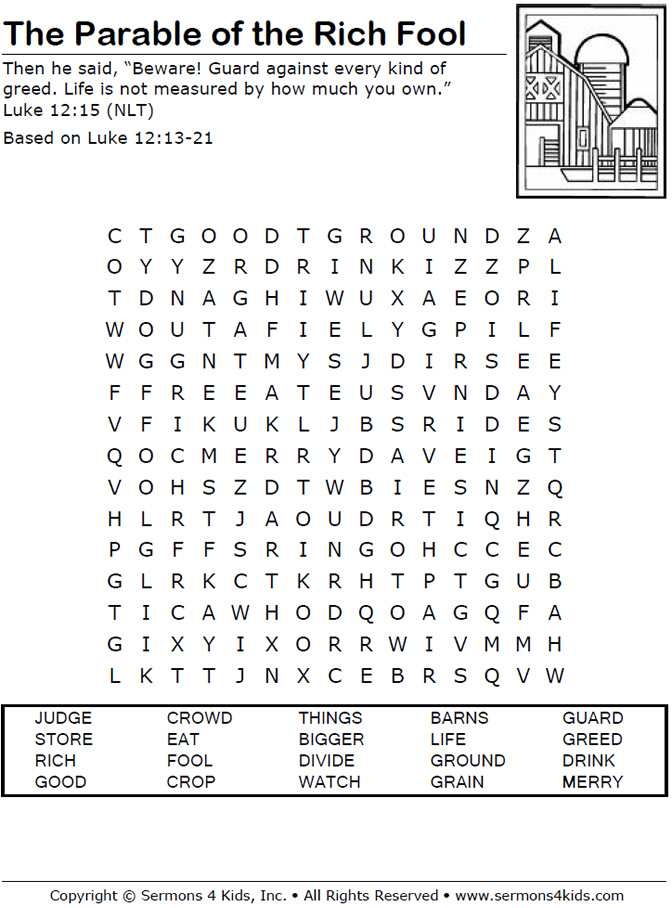 The Parable of the Rich Fool
Then he said, “Beware! Guard against every kind of
greed. Life is not measured by how much you own.”
Luke 12:15 (NLT)
Based on Luke 12:13-21
C T G O O D T G R O U N D Z A
O Y Y Z R D R I N K I Z Z P L
T D N A G H I W U X A E O R I
W O U T A F I E L Y G P I L F
W G G N T M Y S J D I R S E E
F F R E E A T E U S V N D A Y
V F I K U K L J B S R I D E S
Q O C M E R R Y D A V E I G T
V O H S Z D T W B I E S N Z Q
H L R T J A O U D R T I Q H R
P G F F S R I N G O H C C E C
G L R K C T K R H T P T G U B
T I C A W H O D Q O A G Q F A
G I X Y I X O R R W I V M M H
L K T T J N X C E B R S Q V W
JUDGE CROWD THINGS BARNS GUARD
STORE EAT BIGGER LIFE GREED
RICH FOOL DIVIDE GROUND DRINK
GOOD CROP WATCH GRAIN MERRY
Copyright © Sermons 4 Kids, Inc. • All Rights Reserved • www.sermons4kids.com